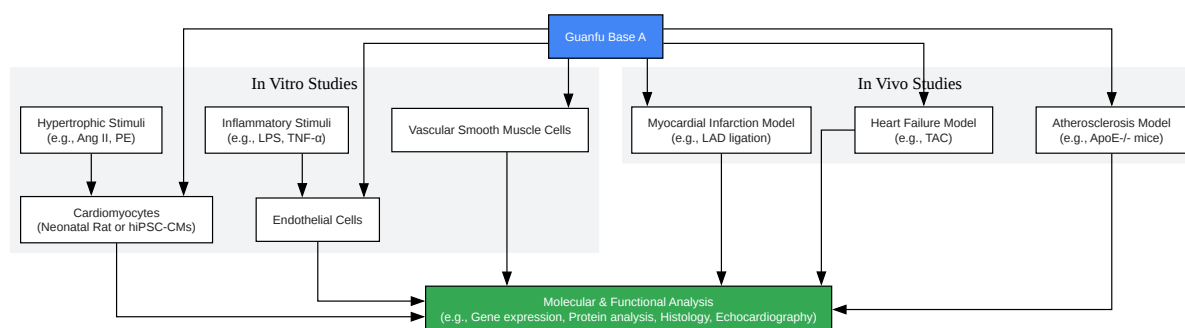 Guanfu Base A
In Vitro Studies
In Vivo Studies
Hypertrophic Stimuli
(e.g., Ang II, PE)
Inflammatory Stimuli
(e.g., LPS, TNF-α)
Vascular Smooth Muscle Cells
Myocardial Infarction Model
(e.g., LAD ligation)
Heart Failure Model
(e.g., TAC)
Atherosclerosis Model
(e.g., ApoE-/- mice)
Cardiomyocytes
(Neonatal Rat or hiPSC-CMs)
Endothelial Cells
Molecular & Functional Analysis
(e.g., Gene expression, Protein analysis, Histology, Echocardiography)